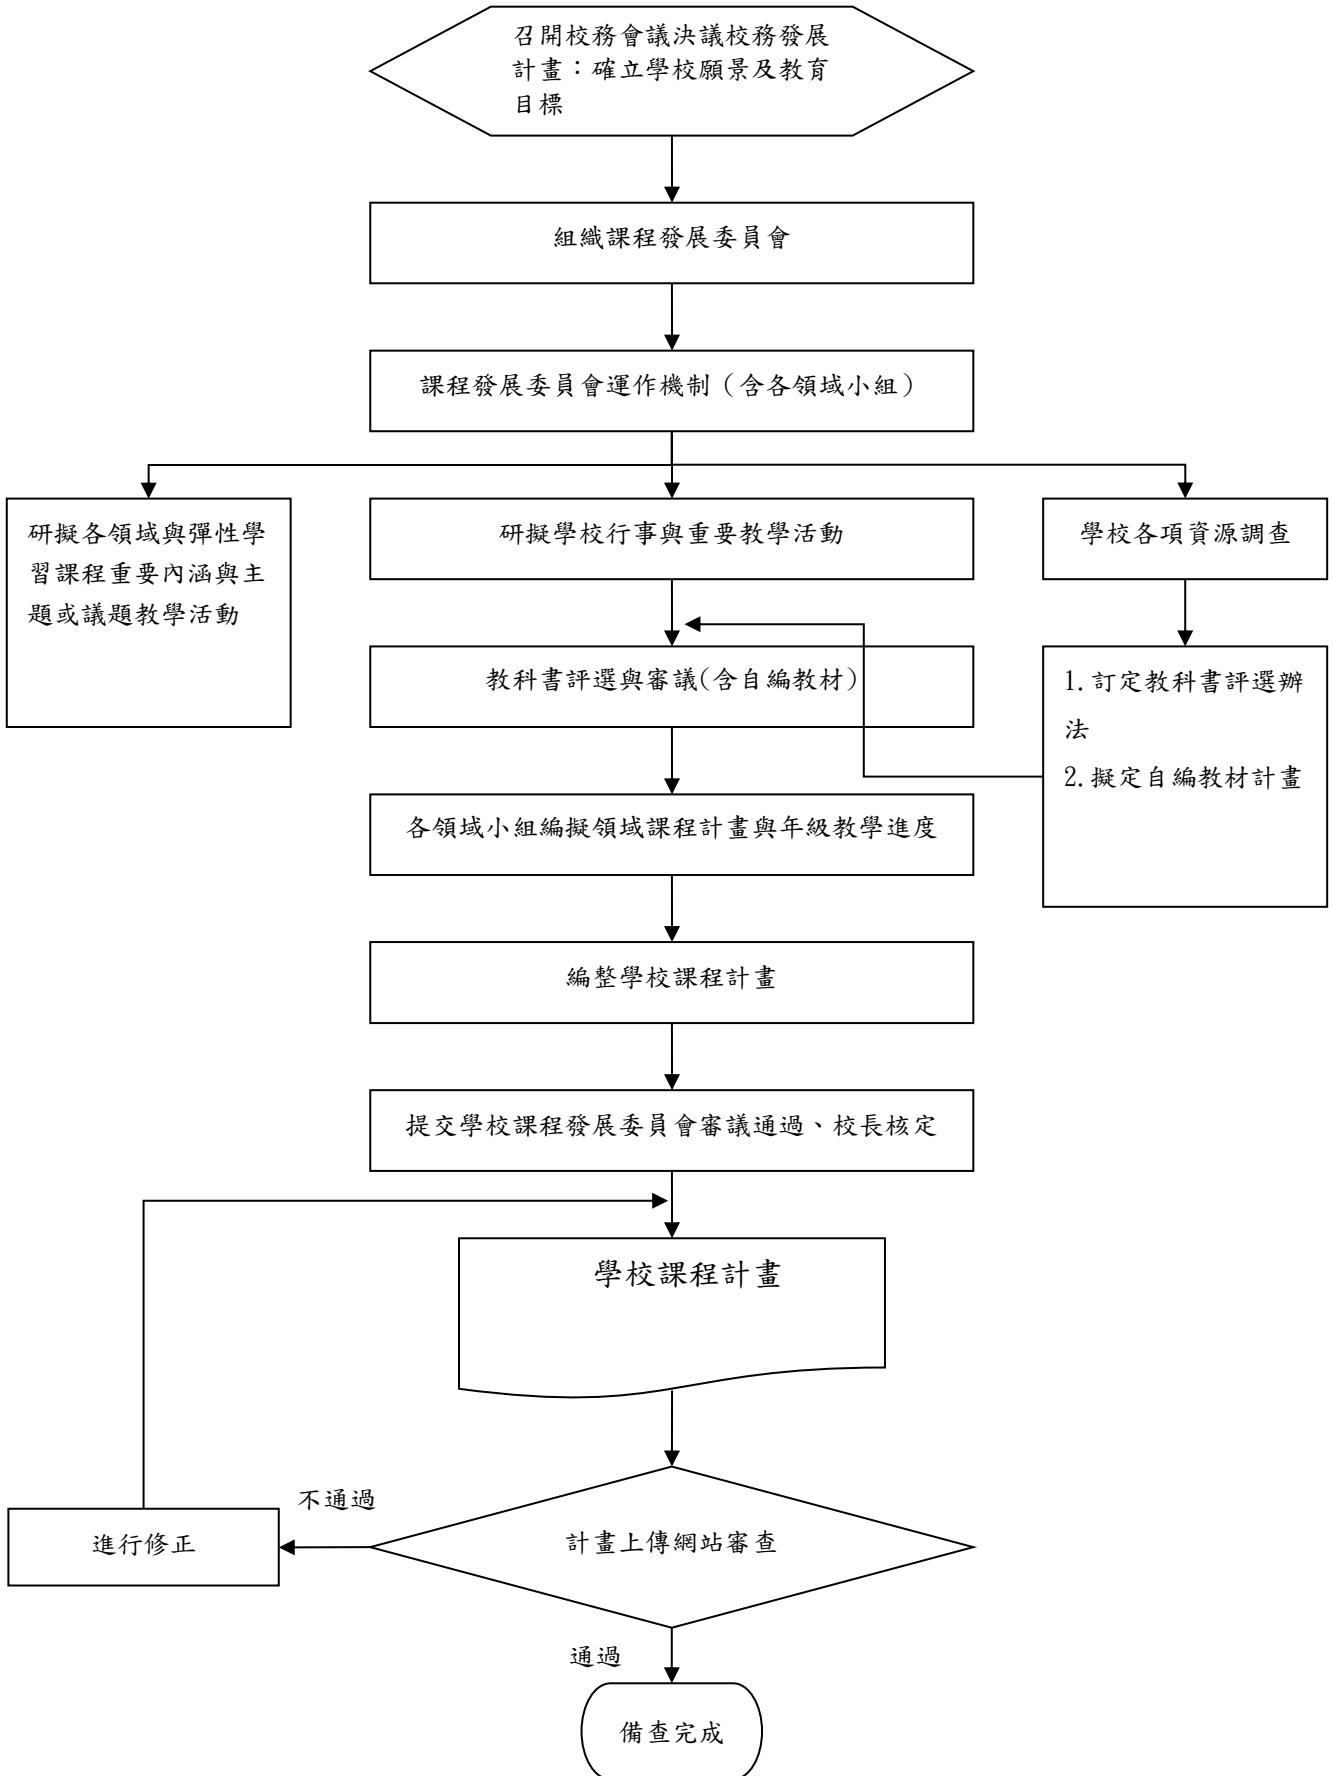 召開校務會議決議校務發展
計畫：確立學校願景及教育
目標
組織課程發展委員會
課程發展委員會運作機制（含各領域小組）
研擬各領域與彈性學
習課程重要內涵與主
題或議題教學活動
研擬學校行事與重要教學活動
學校各項資源調查
教科書評選與審議(含自編教材)
1.訂定教科書評選辦
法
2.擬定自編教材計畫
各領域小組編擬領域課程計畫與年級教學進度
編整學校課程計畫
提交學校課程發展委員會審議通過、校長核定
學校課程計畫
不通過
進行修正
計畫上傳網站審查
通過
備查完成